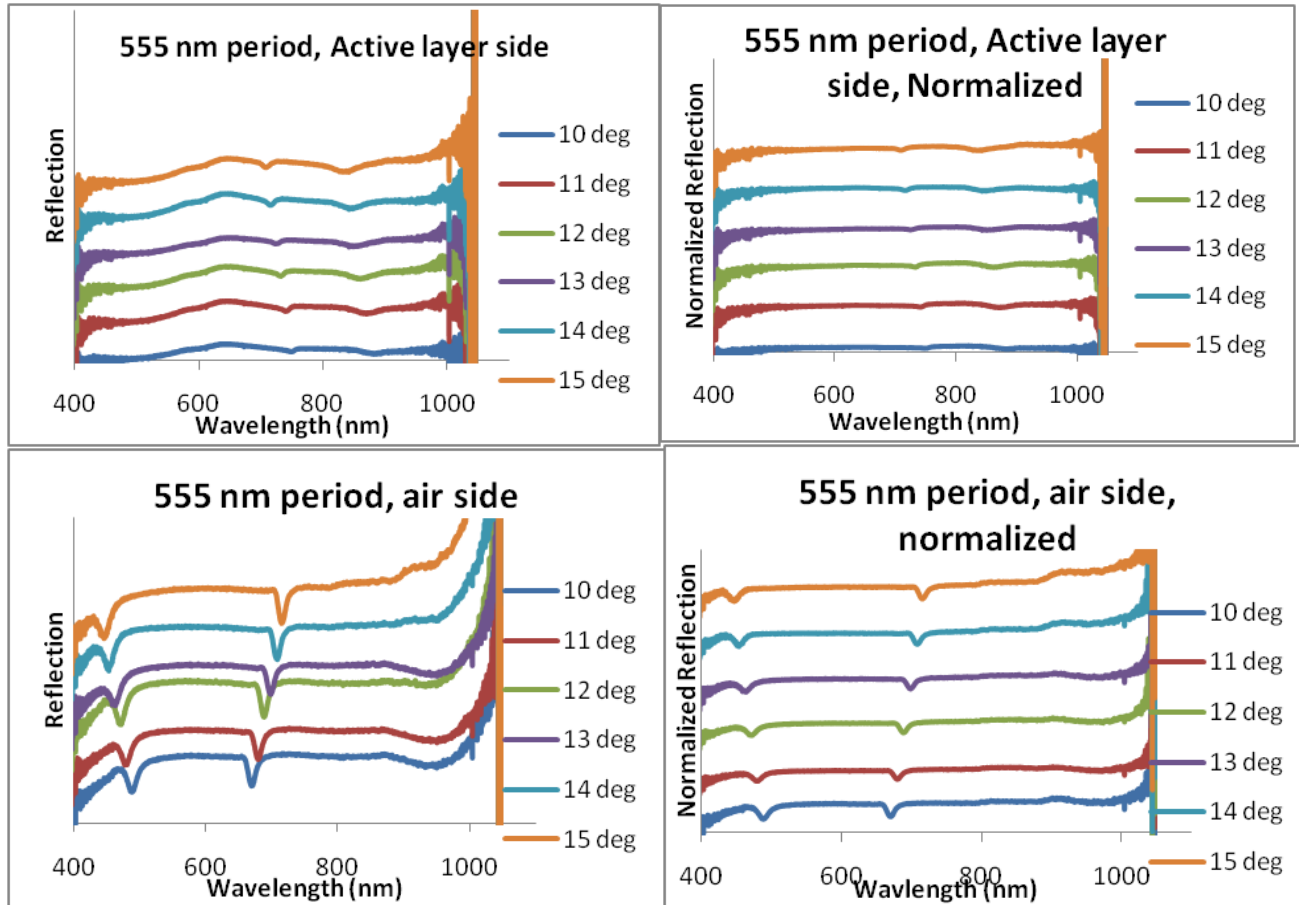 555 nm period, Active layer side
Reflection
10 deg
11 deg
12 deg
13 deg
14 deg
15 deg
400 600 800 1000
Wavelength (nm)
555 nm period, Active layer
side, Normalized
Normalized Reflection
10 deg
11 deg
12 deg
13 deg
14 deg
15 deg
400 600 800 1000
Wavelength (nm)
555 nm period, air side
Reflection
10 deg
11 deg
12 deg
13 deg
14 deg
15 deg
400 600 800 1000
Wavelength (nm)
555 nm period, air side,
normalized
Normalized Reflection
10 deg
11 deg
12 deg
13 deg
14 deg
15 deg
400 600 800 1000
Wavelength (nm)